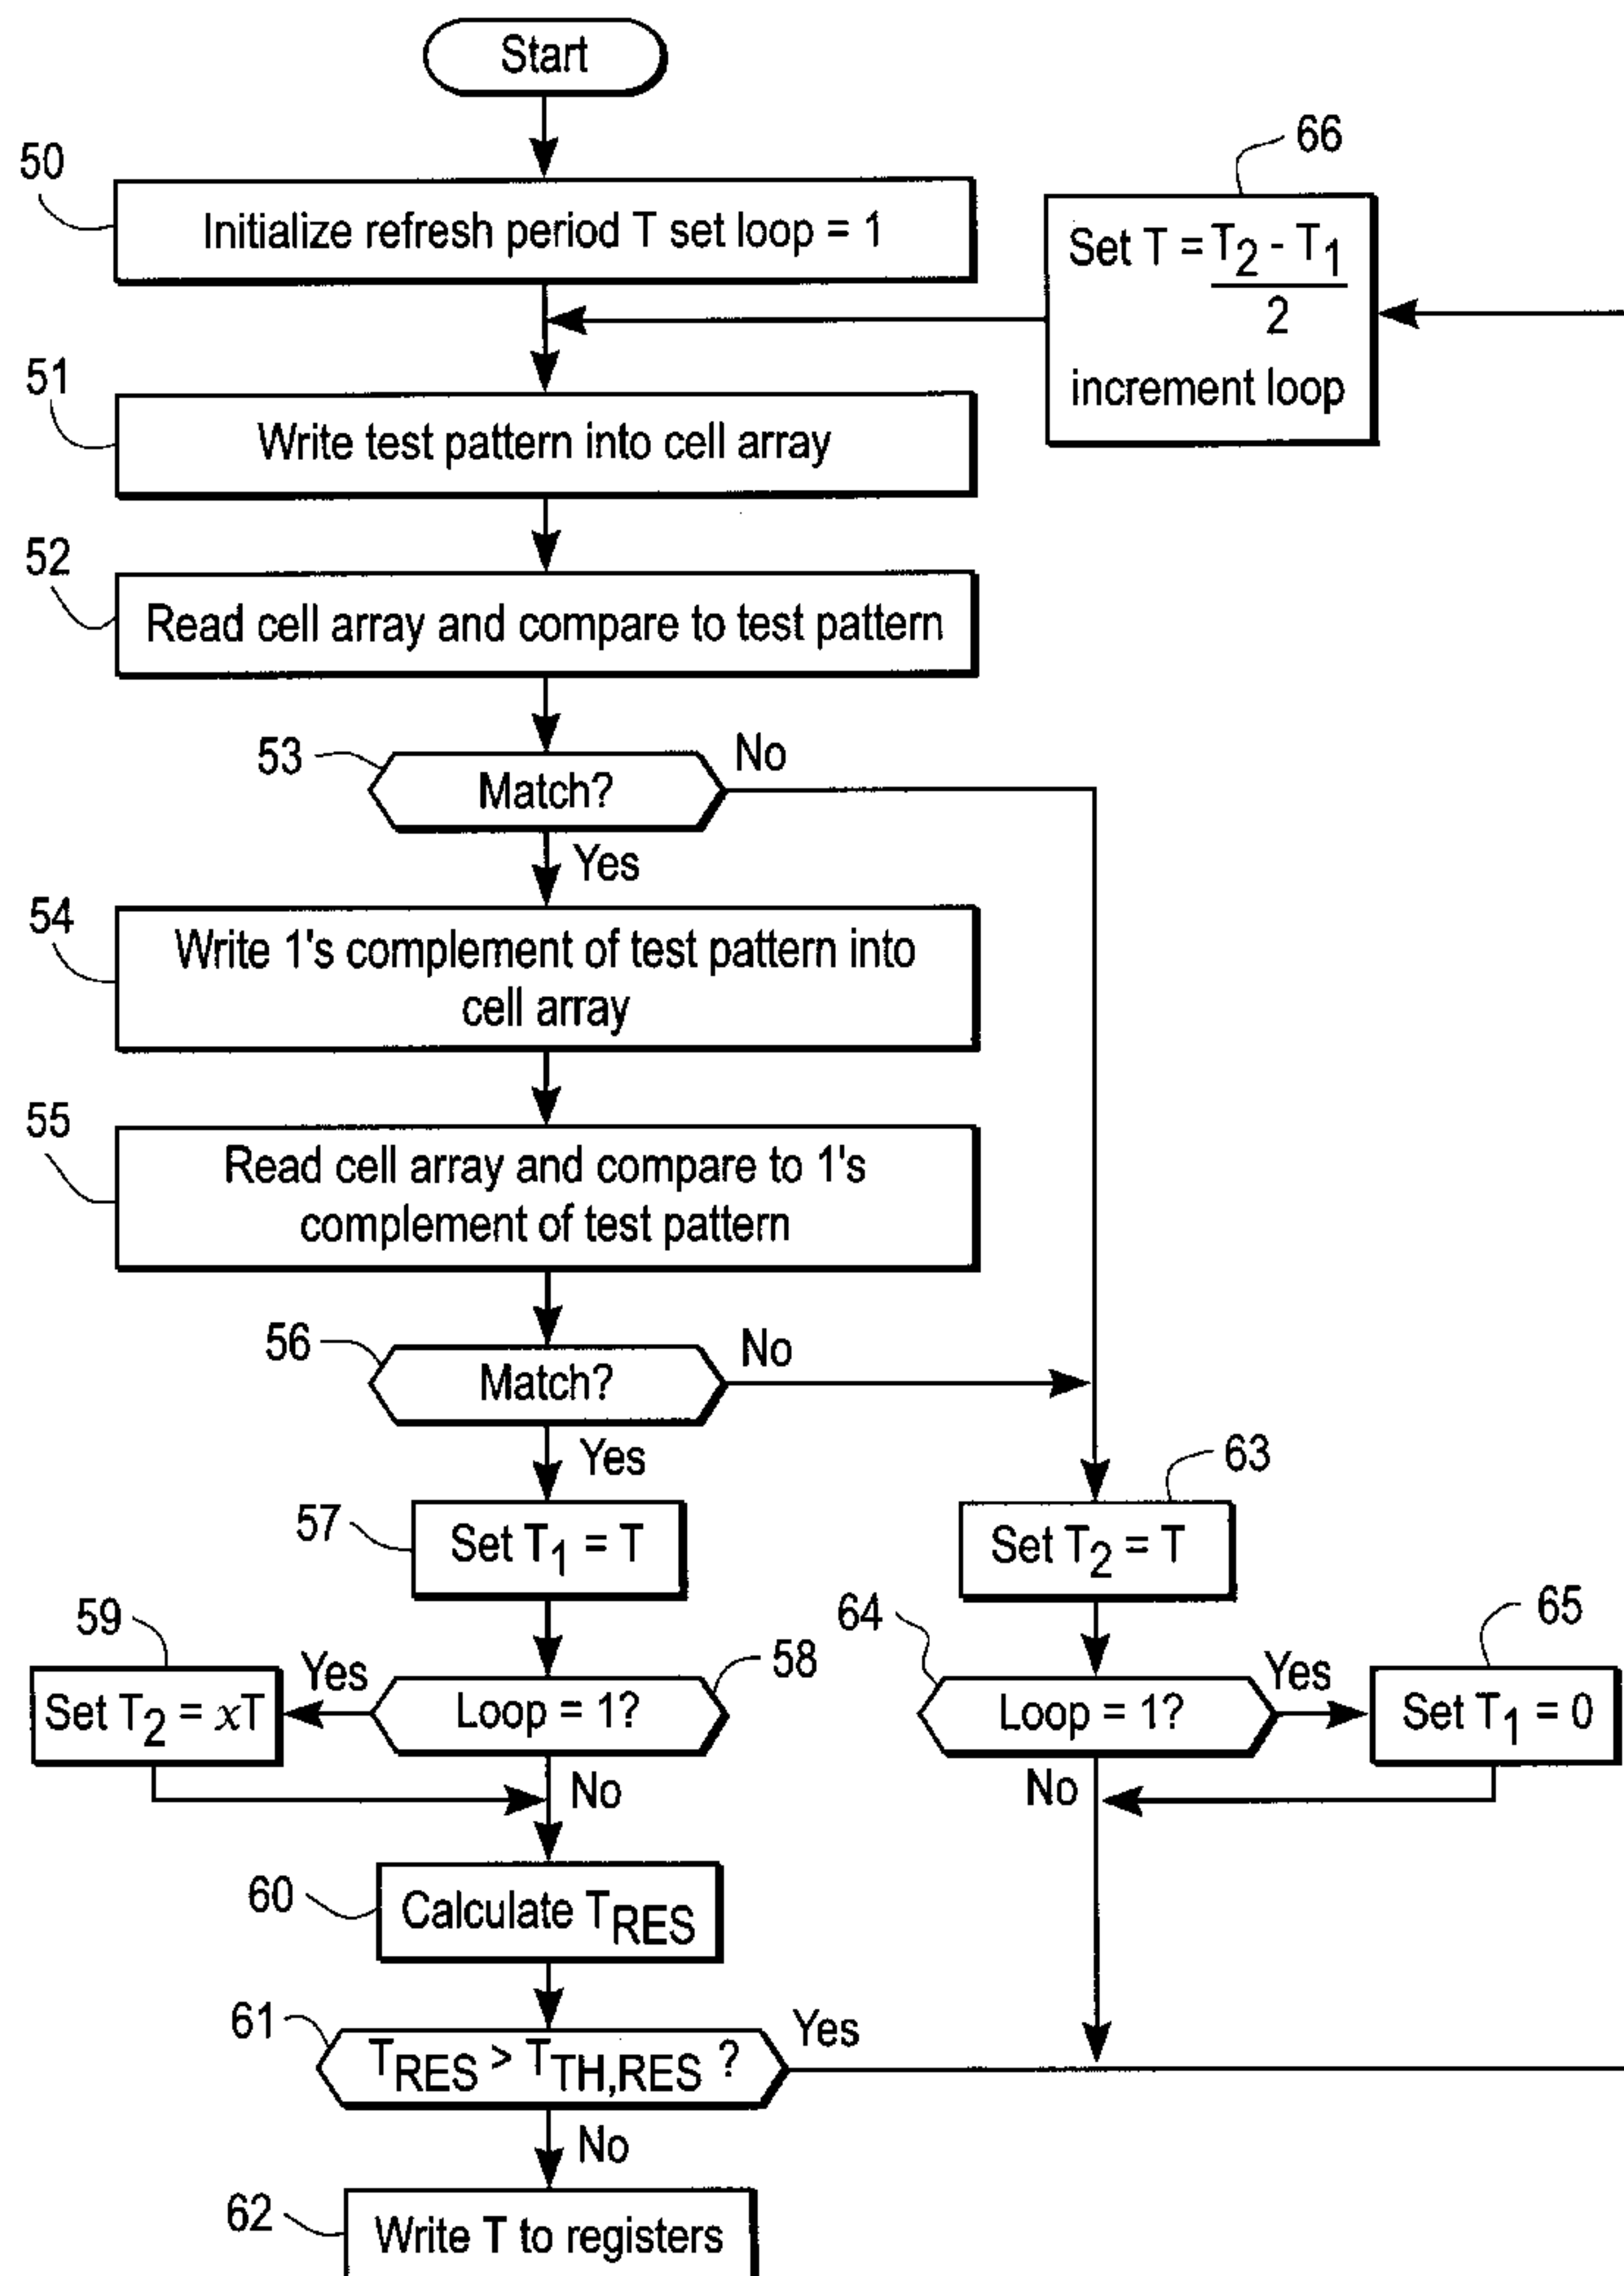 Start
50
Initialize refresh period T set loop = 1
66
Set T = T2 - T1
2
increment loop
51
Write test pattern into cell array
52
Read cell array and compare to test pattern
53
Match?
No
Yes
54
Write 1's complement of test pattern into
cell array
55
Read cell array and compare to 1's
complement of test pattern
56
Match?
No
Yes
57
Set T1 = T
63
Set T2 = T
59
Set T2 = xT
Yes
58
Loop = 1?
No
64
Loop = 1?
Yes
65
Set T1 = 0
No
60
Calculate TRES
61
TRES > TTH,RES ?
Yes
No
62
Write T to registers